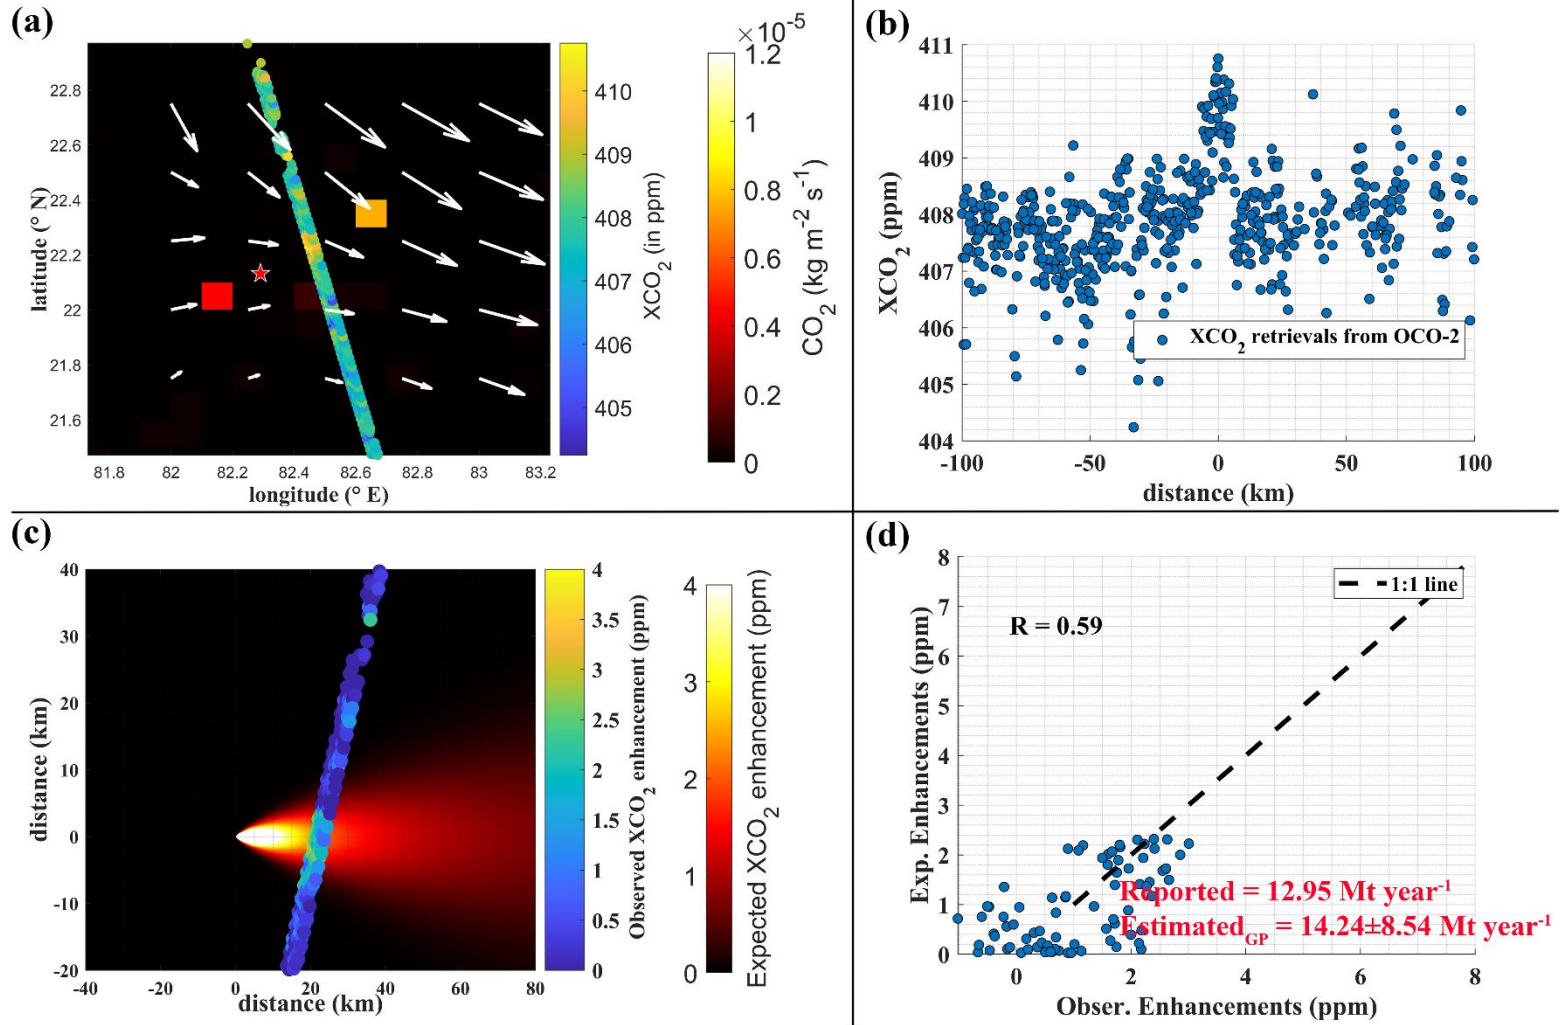 (a)
×10⁻⁵
22.8
22.6
22.4
22.2
22
21.8
21.6
latitude (° N)
81.8 82 82.2 82.4 82.6 82.8 83 83.2
longitude (° E)
410
409
408
407
406
405
XCO₂ (in ppm)
1.2
1
0.8
0.6
0.4
0.2
0
CO₂ (kg m⁻² s⁻¹)
(b)
411
410
409
408
407
406
405
404
XCO₂ (ppm)
XCO₂ retrievals from OCO-2
-100 -50 0 50 100
distance (km)
(c)
40
30
20
10
0
-10
-20
distance (km)
-40 -20 0 20 40 60 80
distance (km)
4
3.5
3
2.5
2
1.5
1
0.5
0
Observed XCO₂ enhancement (ppm)
4
3
2
1
0
Expected XCO₂ enhancement (ppm)
(d)
8
7
6
5
4
3
2
1
0
Exp. Enhancements (ppm)
1:1 line
R = 0.59
Reported = 12.95 Mt year⁻¹
Estimated_GP = 14.24±8.54 Mt year⁻¹
0 2 4 6 8
Obser. Enhancements (ppm)